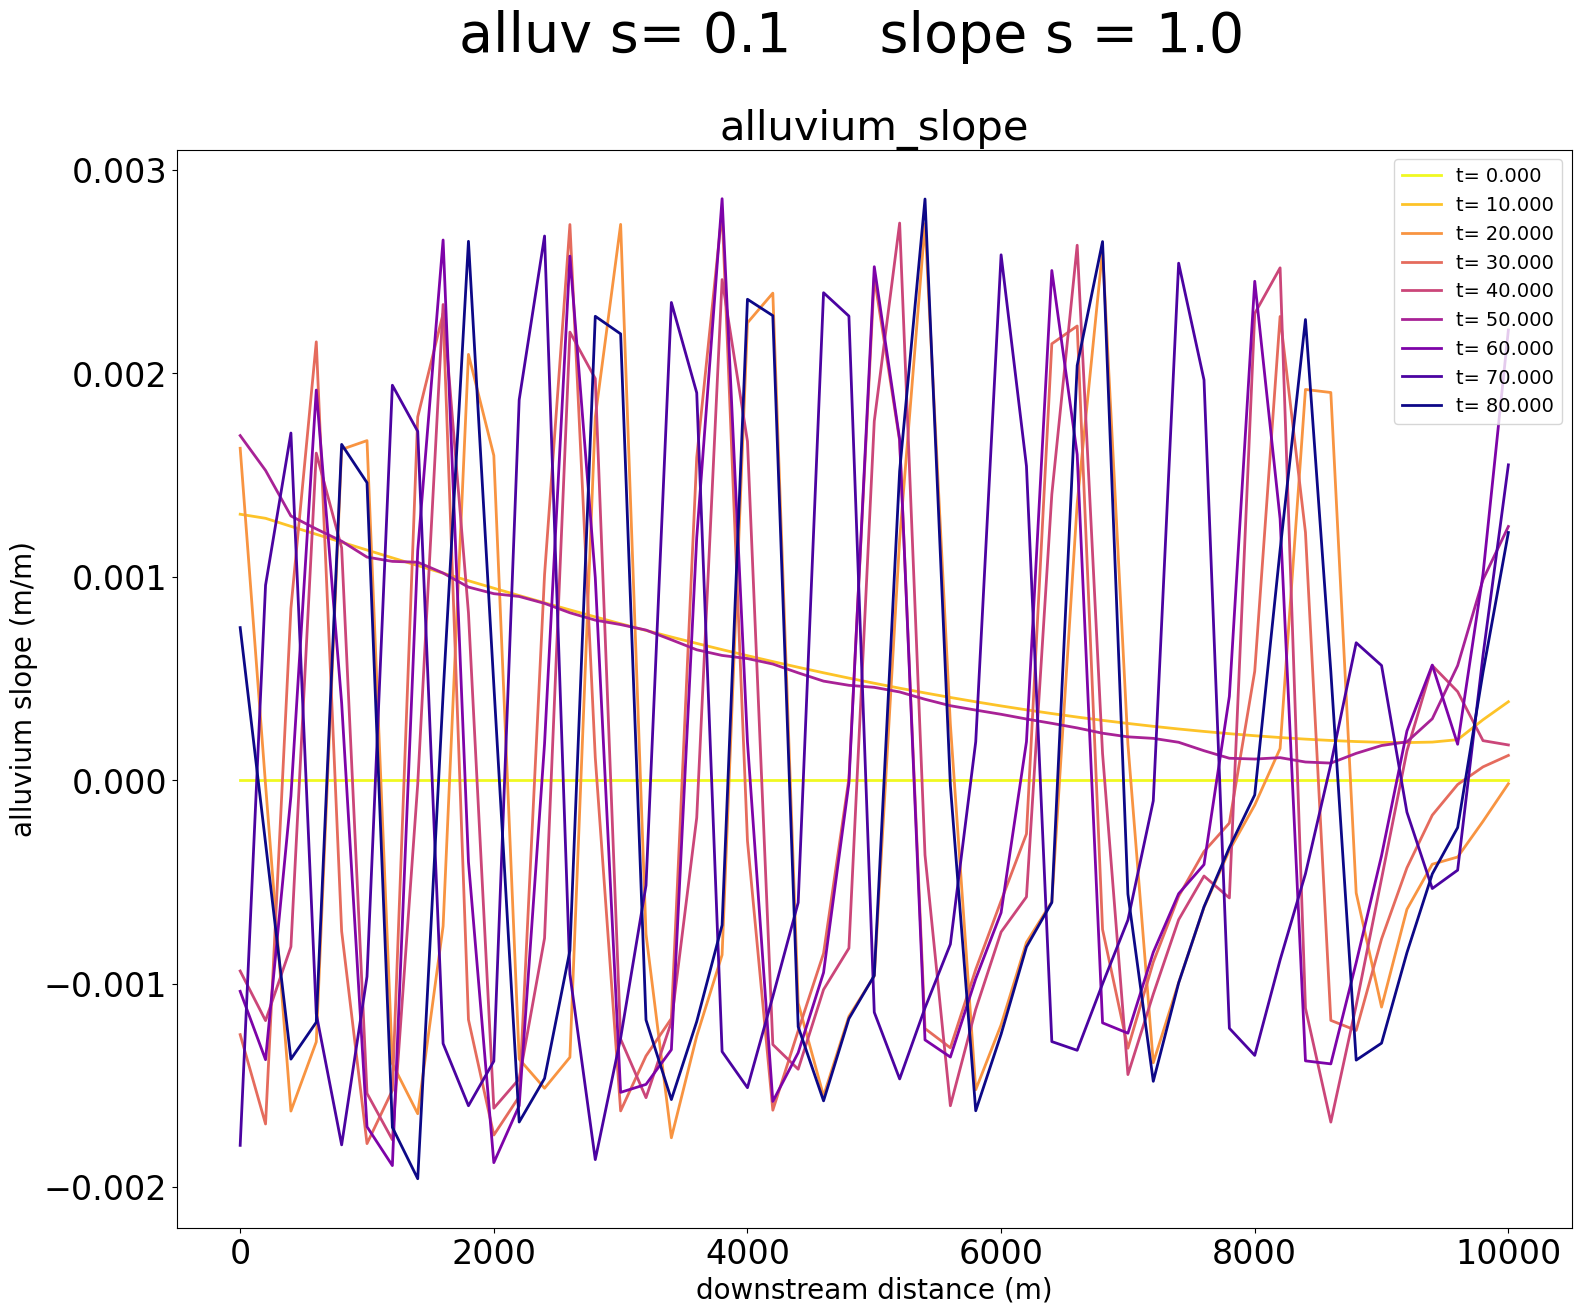 alluv s= 0.1     slope s = 1.0
alluvium_slope
0.003
0.002
0.001
0.000
−0.001
−0.002
alluvium slope (m/m)
t= 0.000
t= 10.000
t= 20.000
t= 30.000
t= 40.000
t= 50.000
t= 60.000
t= 70.000
t= 80.000
0 2000 4000 6000 8000 10000
downstream distance (m)